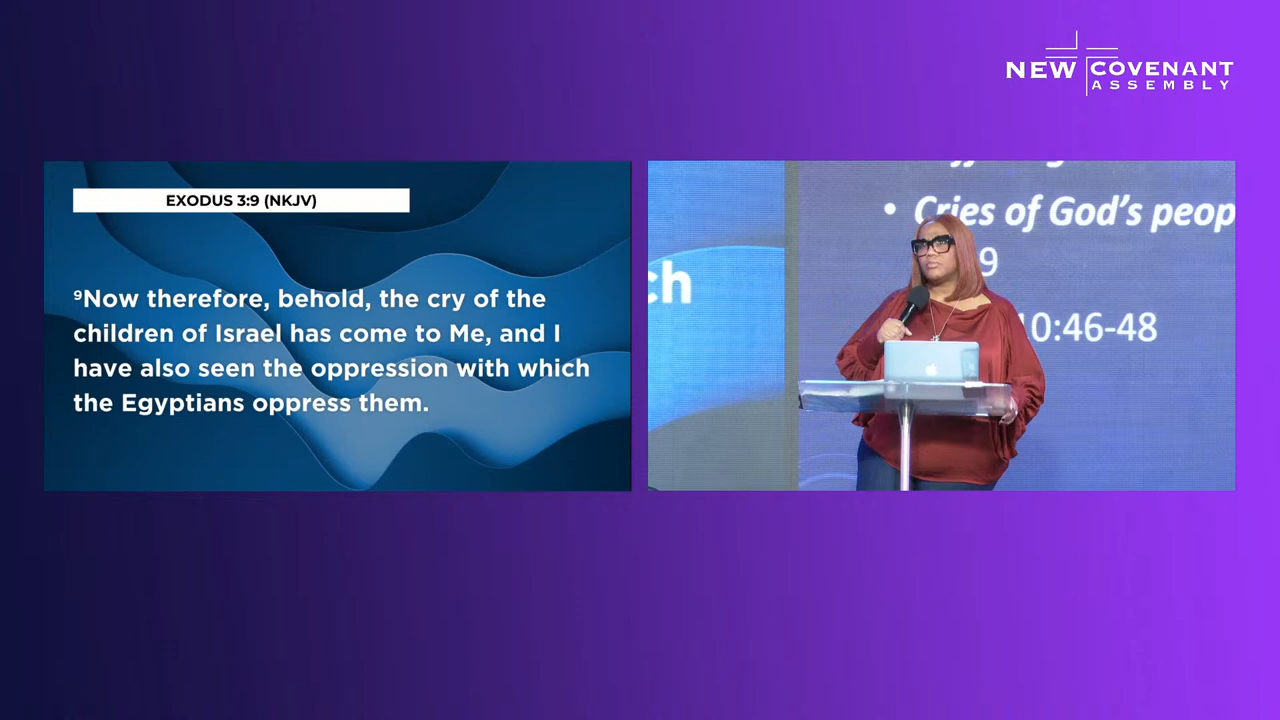 NEW COVENANT
ASSEMBLY
EXODUS 3:9 (NKJV)
⁹Now therefore, behold, the cry of the
children of Israel has come to Me, and I
have also seen the oppression with which
the Egyptians oppress them.
ch
• Cries of God’s peop
9
10:46-48